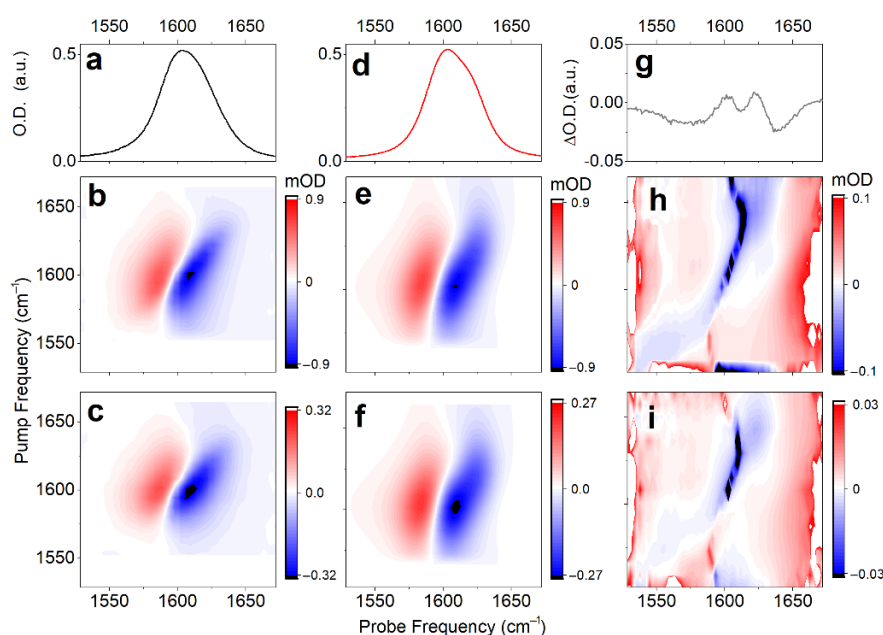 1550 1600 1650 1550 1600 1650 1550 1600 1650
0.5 a 0.5 d 0.05 g
O.D. (a.u.) ΔO.D.(a.u.) 0.00
0.0 0.0 -0.05
mOD mOD mOD
b 0.9 e 0.9 h 0.1
1650
1600 0 0 0
1550
−0.9 −0.9 −0.1
Pump Frequency (cm⁻¹)
c 0.32 f 0.27 i 0.03
1650
1600 0.0 0.0 0.0
1550
−0.32 −0.27 −0.03
1550 1600 1650 1550 1600 1650 1550 1600 1650
Probe Frequency (cm⁻¹)